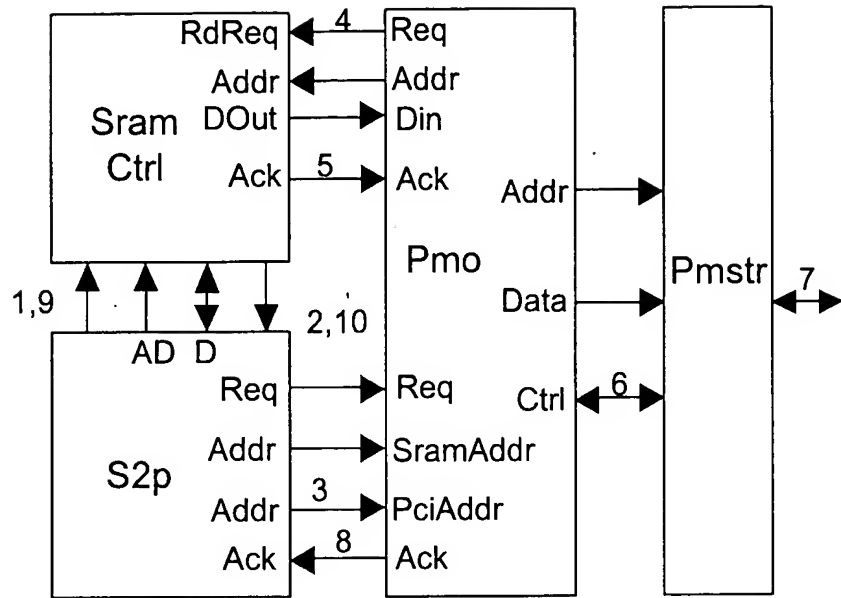 RdReq
4
Req
Addr
Addr
Sram
Ctrl
DOut
Din
Ack
5
Ack
Addr
Pmo
Pmstr
7
Data
1,9
2,10
AD D
Req
Req
Ctrl
6
Addr
SramAddr
S2p
Addr
3
PciAddr
Ack
8
Ack